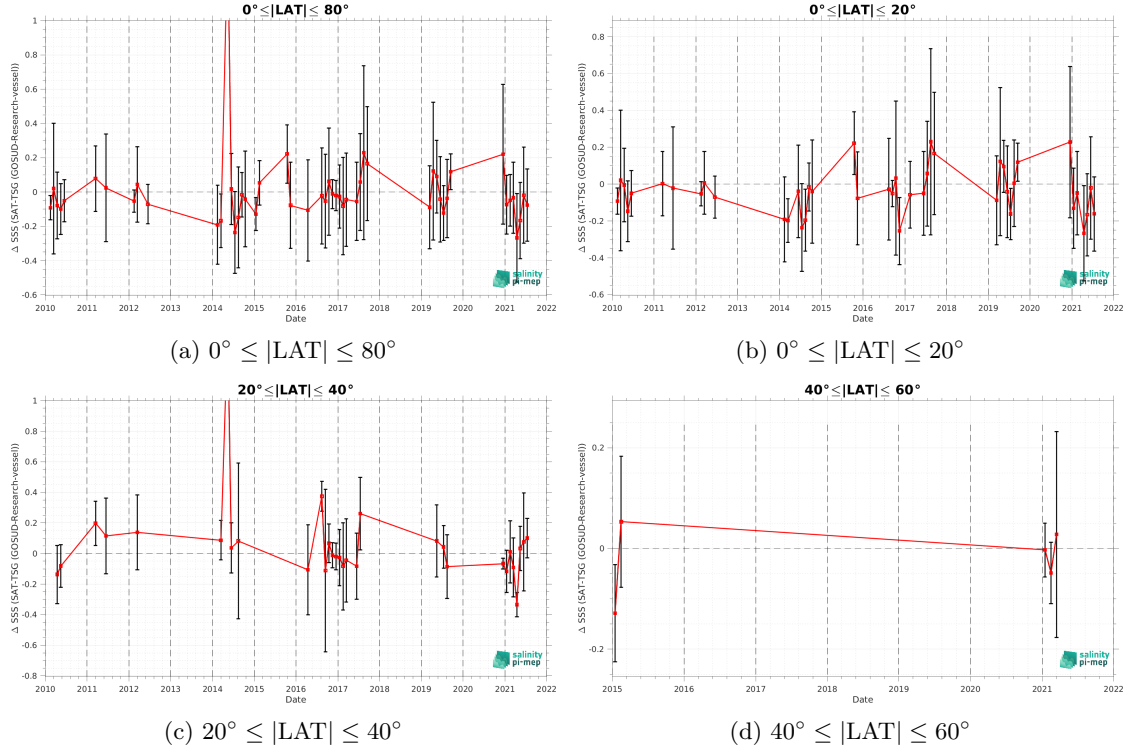 0°≤|LAT|≤ 80°
Δ SSS (SAT-TSG (GOSUD-Research-vessel))
1
0.8
0.6
0.4
0.2
0
-0.2
-0.4
-0.6
2010 2011 2012 2013 2014 2015 2016 2017 2018 2019 2020 2021 2022
Date
salinity
pi-mep
(a) 0° ≤ |LAT| ≤ 80°
0°≤|LAT|≤ 20°
Δ SSS (SAT-TSG (GOSUD-Research-vessel))
0.8
0.6
0.4
0.2
0
-0.2
-0.4
-0.6
2010 2011 2012 2013 2014 2015 2016 2017 2018 2019 2020 2021 2022
Date
salinity
pi-mep
(b) 0° ≤ |LAT| ≤ 20°
20°≤|LAT|≤ 40°
Δ SSS (SAT-TSG (GOSUD-Research-vessel))
1
0.8
0.6
0.4
0.2
0
-0.2
-0.4
-0.6
-0.8
2010 2011 2012 2013 2014 2015 2016 2017 2018 2019 2020 2021 2022
Date
salinity
pi-mep
(c) 20° ≤ |LAT| ≤ 40°
40°≤|LAT|≤ 60°
Δ SSS (SAT-TSG (GOSUD-Research-vessel))
0.2
0
-0.2
2015 2016 2017 2018 2019 2020 2021 2022
Date
salinity
pi-mep
(d) 40° ≤ |LAT| ≤ 60°